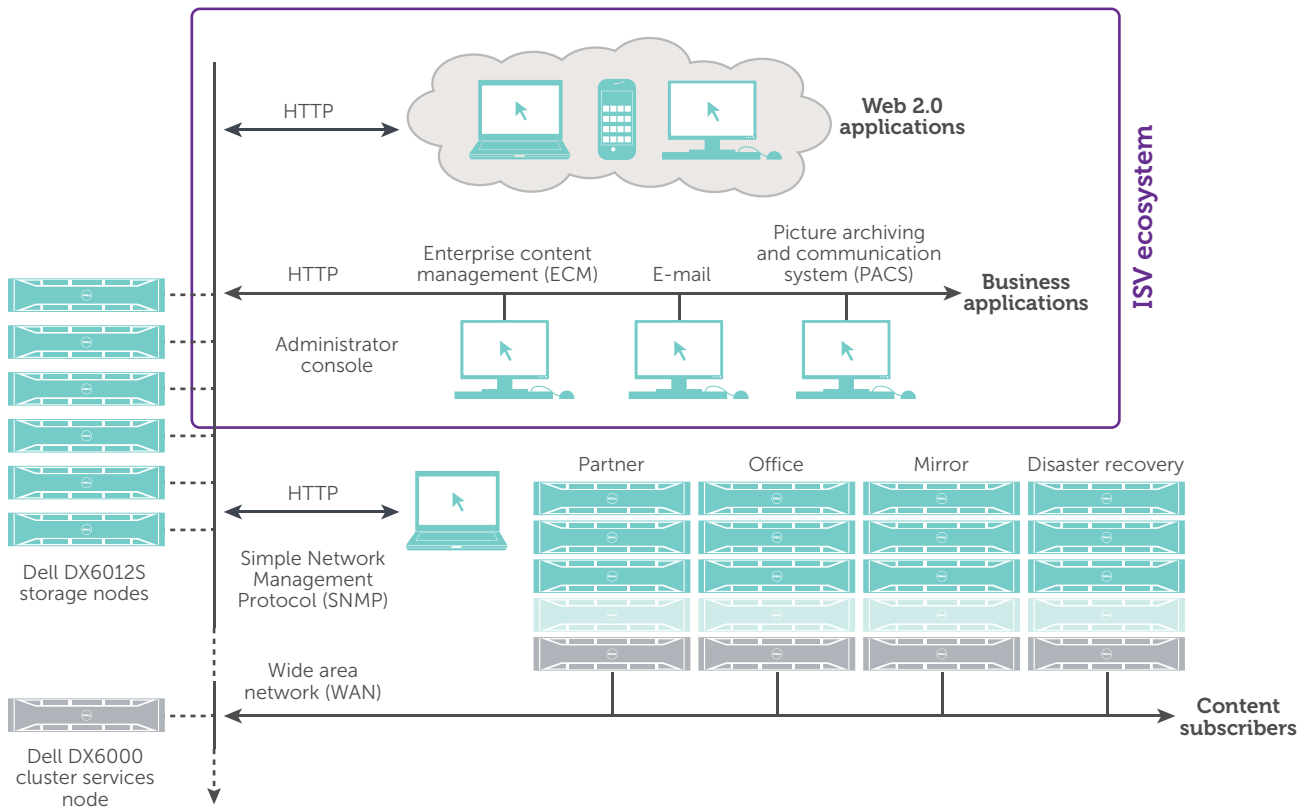 HTTP
Web 2.0
applications
ISV ecosystem
Picture archiving
and communication
system (PACS)
Enterprise content
management (ECM)
E-mail
HTTP
Business
applications
Administrator
console
Partner
Office
Mirror
Disaster recovery
HTTP
Simple Network
Management
Protocol (SNMP)
Dell DX6012S
storage nodes
Wide area
network (WAN)
Content
subscribers
Dell DX6000
cluster services
node